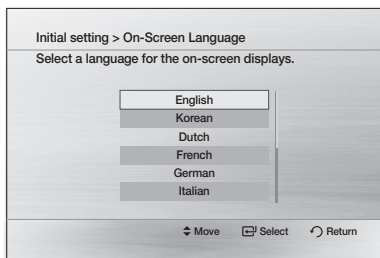 Initial setting > On-Screen Language
Select a language for the on-screen displays.
English
Korean
Dutch
French
German
Italian
Move Select Return